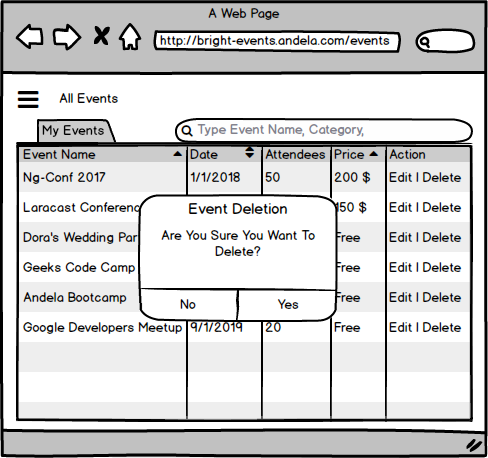 A Web Page
http://bright-events.andela.com/events
All Events
My Events
Type Event Name, Category,
Event Name Date Attendees Price Action
Ng-Conf 2017 1/1/2018 50 200 $ Edit | Delete
Laracast Conferenc 150 $ Edit | Delete
Dora's Wedding Par Free Edit | Delete
Geeks Code Camp Free Edit | Delete
Andela Bootcamp Free Edit | Delete
Google Developers Meetup 9/1/2019 20 Free Edit | Delete
Event Deletion
Are You Sure You Want To
Delete?
No Yes